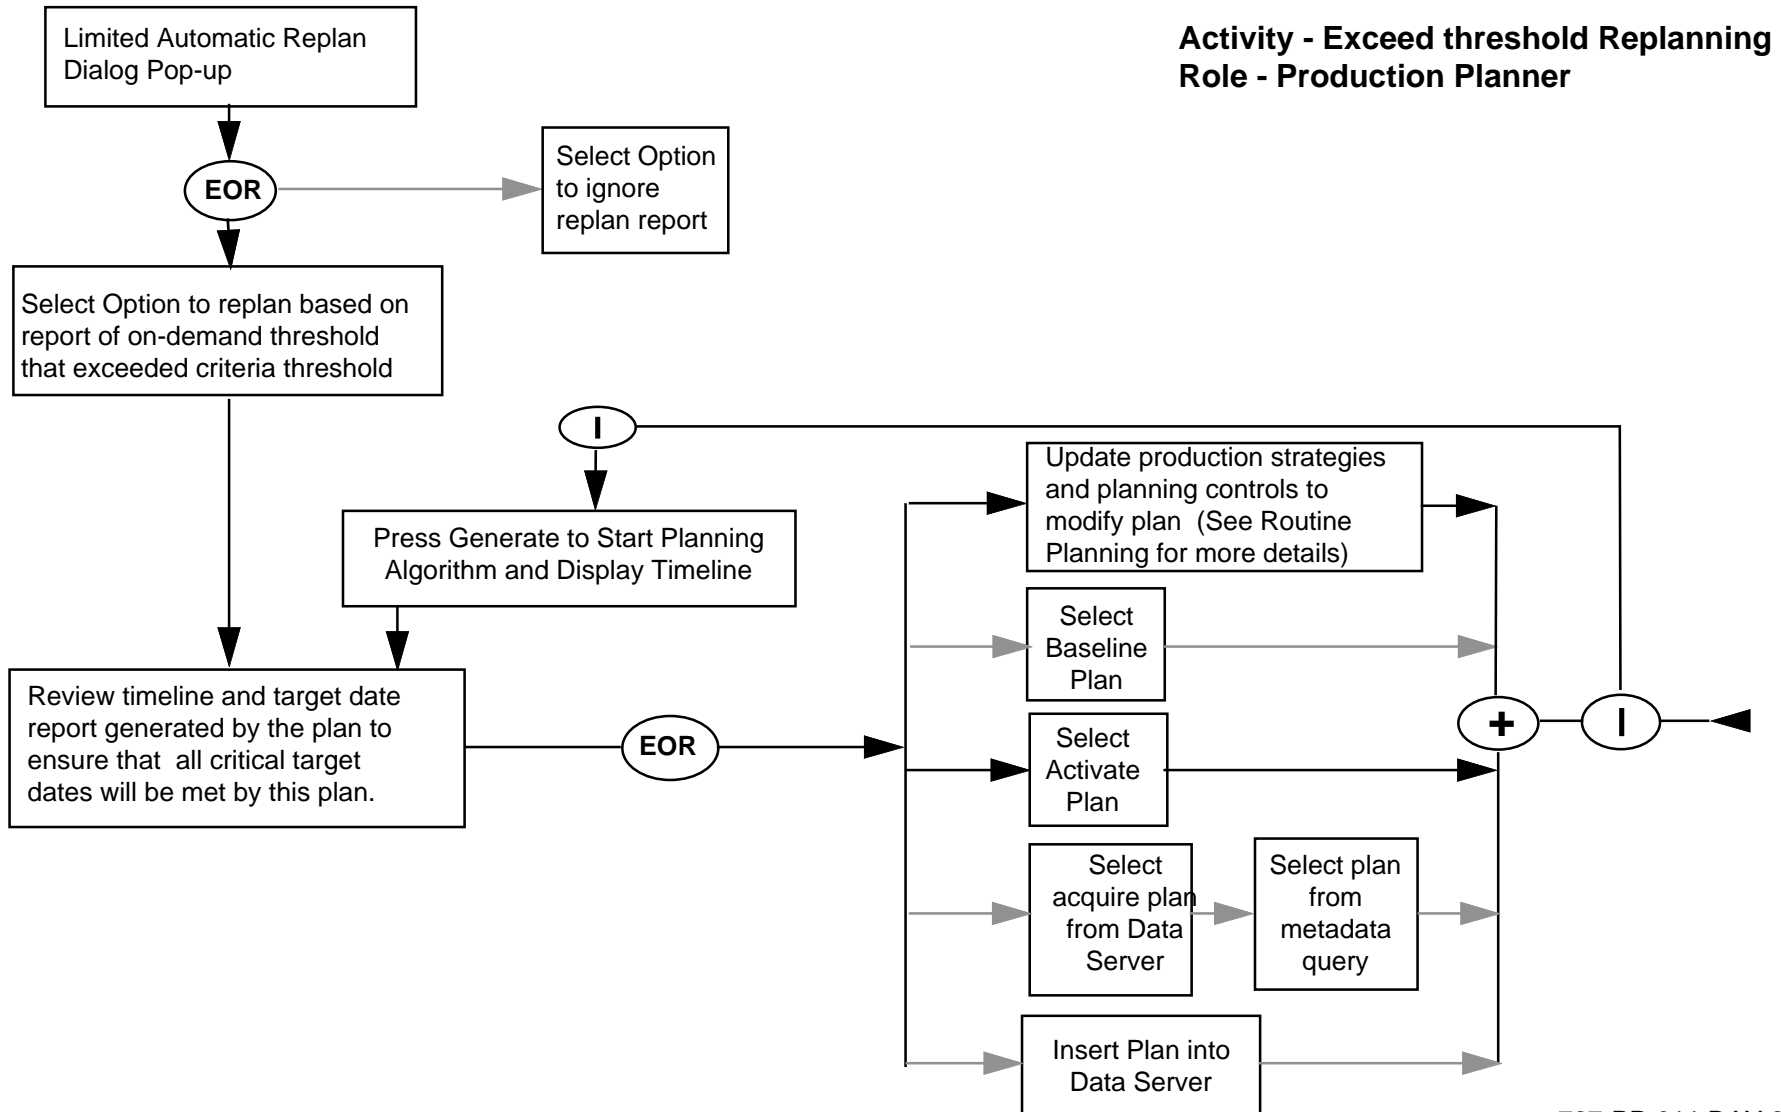 Activity - Exceed threshold Replanning
Role - Production Planner
Limited Automatic Replan
Dialog Pop-up
EOR
Select Option
to ignore
replan report
Select Option to replan based on
report of on-demand threshold
that exceeded criteria threshold
I
Press Generate to Start Planning
Algorithm and Display Timeline
Review timeline and target date
report generated by the plan to
ensure that all critical target
dates will be met by this plan.
EOR
Update production strategies
and planning controls to
modify plan (See Routine
Planning for more details)
Select
Baseline
Plan
Select
Activate
Plan
Select
acquire plan
from Data
Server
Select plan
from
metadata
query
Insert Plan into
Data Server
+
I